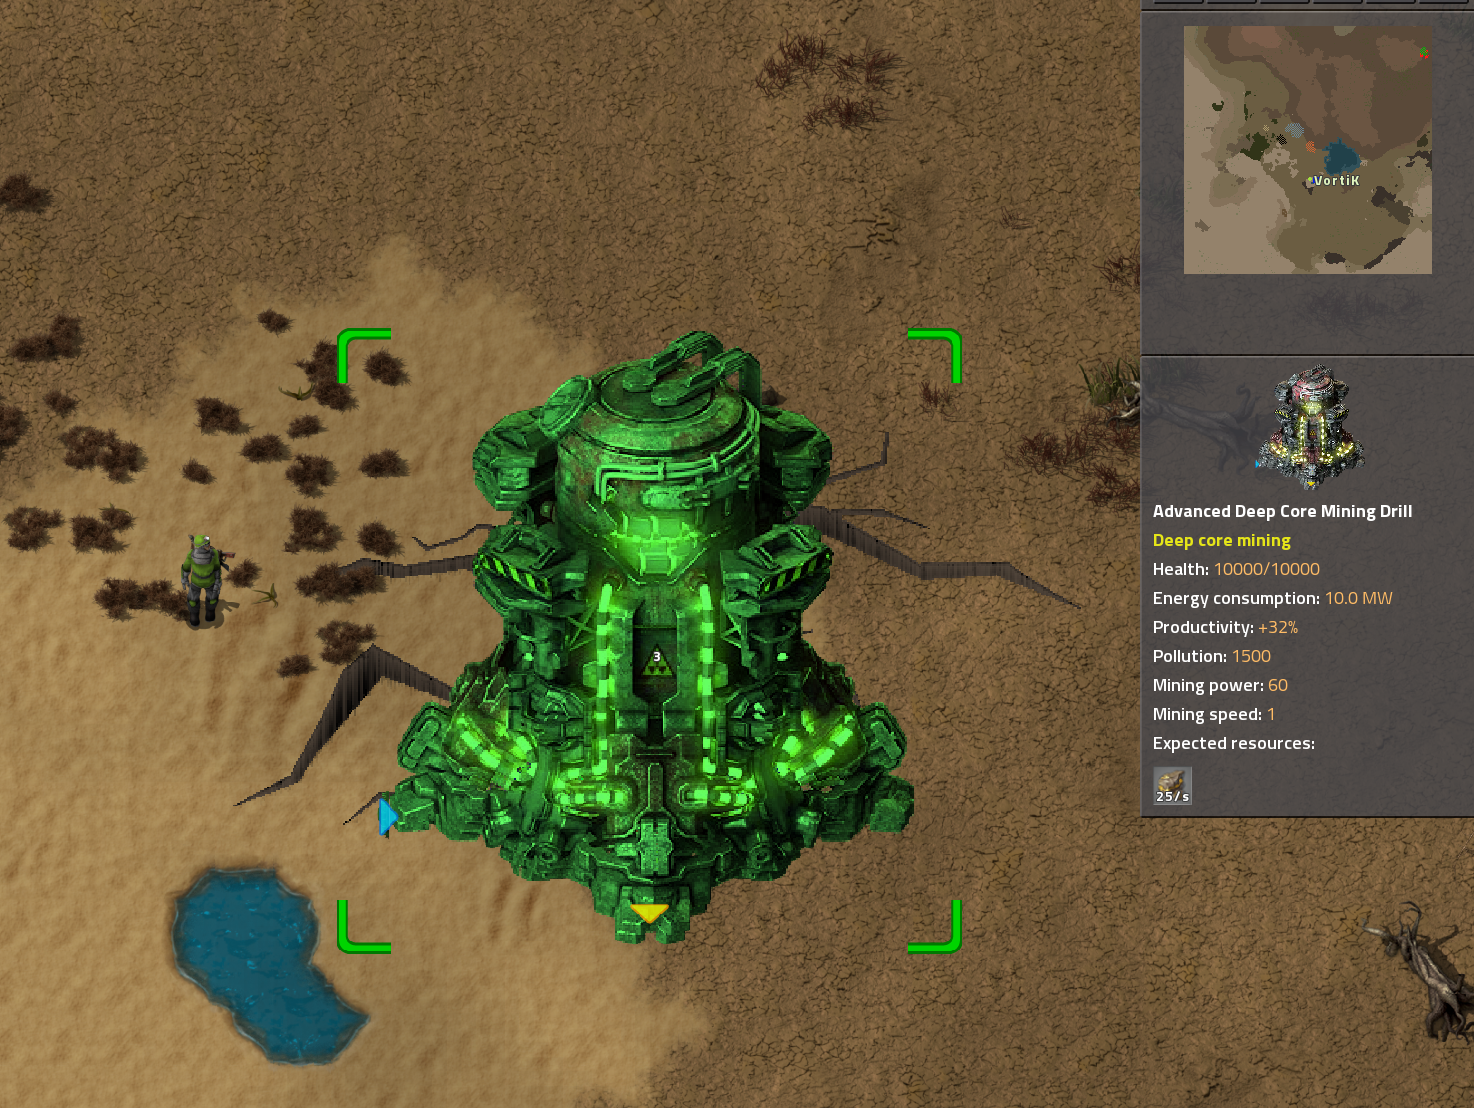 VortiK
Advanced Deep Core Mining Drill
Deep core mining
Health: 10000/10000
Energy consumption: 10.0 MW
Productivity: +32%
Pollution: 1500
Mining power: 60
Mining speed: 1
Expected resources:
25/s
3